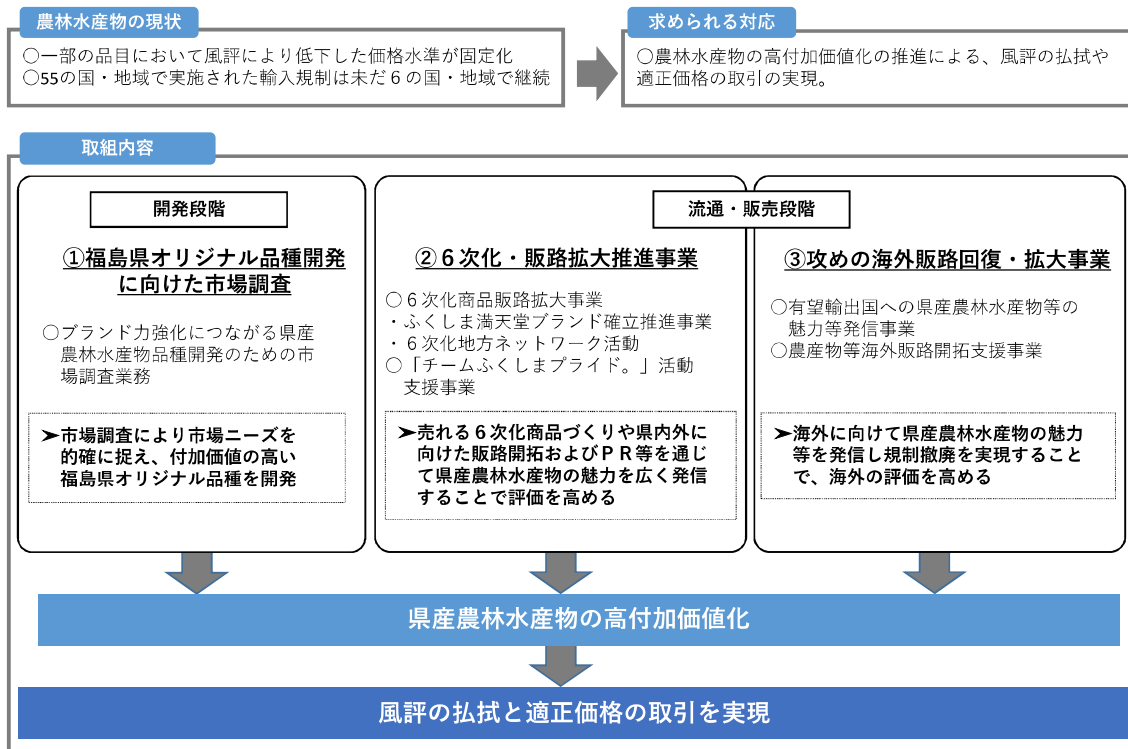 農林水産物の現状
○一部の品目において風評により低下した価格水準が固定化
○55の国・地域で実施された輸入規制は未だ６の国・地域で継続
求められる対応
○農林水産物の高付加価値化の推進による、風評の払拭や
適正価格の取引の実現。
取組内容
開発段階
①福島県オリジナル品種開発
に向けた市場調査
○ブランド力強化につながる県産
農林水産物品種開発のための市
場調査業務
➤市場調査により市場ニーズを
的確に捉え、付加価値の高い
福島県オリジナル品種を開発
流通・販売段階
②６次化・販路拡大推進事業
○６次化商品販路拡大事業
・ふくしま満天堂ブランド確立推進事業
・６次化地方ネットワーク活動
○「チームふくしまプライド。」活動
支援事業
➤売れる６次化商品づくりや県内外に
向けた販路開拓およびＰＲ等を通じ
て県産農林水産物の魅力を広く発信
することで評価を高める
③攻めの海外販路回復・拡大事業
○有望輸出国への県産農林水産物等の
魅力等発信事業
○農産物等海外販路開拓支援事業
➤海外に向けて県産農林水産物の魅力
等を発信し規制撤廃を実現すること
で、海外の評価を高める
県産農林水産物の高付加価値化
風評の払拭と適正価格の取引を実現